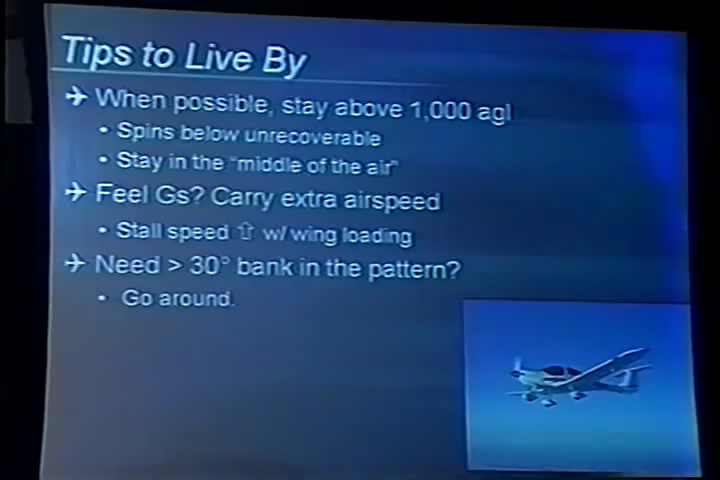 Tips to Live By
When possible, stay above 1,000 agl
• Spins below unrecoverable
• Stay in the "middle of the air"
Feel Gs? Carry extra airspeed
• Stall speed ⇧ w/ wing loading
Need > 30° bank in the pattern?
• Go around.